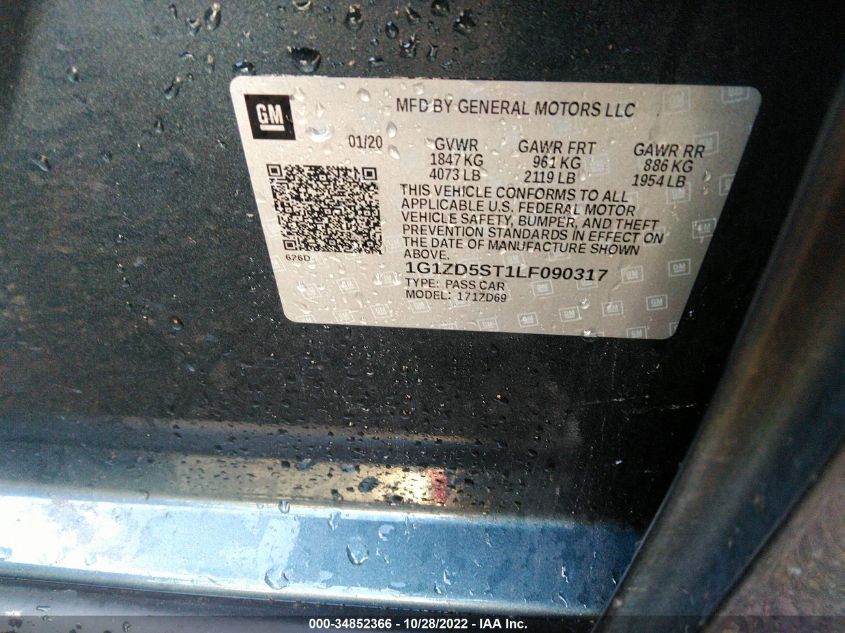 GM
MFD BY GENERAL MOTORS LLC
01/20 GVWR GAWR FRT GAWR RR
1847 KG 961 KG 886 KG
4073 LB 2119 LB 1954 LB
THIS VEHICLE CONFORMS TO ALL
APPLICABLE U.S. FEDERAL MOTOR
VEHICLE SAFETY, BUMPER, AND THEFT
PREVENTION STANDARDS IN EFFECT ON
THE DATE OF MANUFACTURE SHOWN
ABOVE.
626D
1G1ZD5ST1LF090317
TYPE: PASS CAR
MODEL: 171ZD69
000-34852366 - 10/28/2022 - IAA Inc.